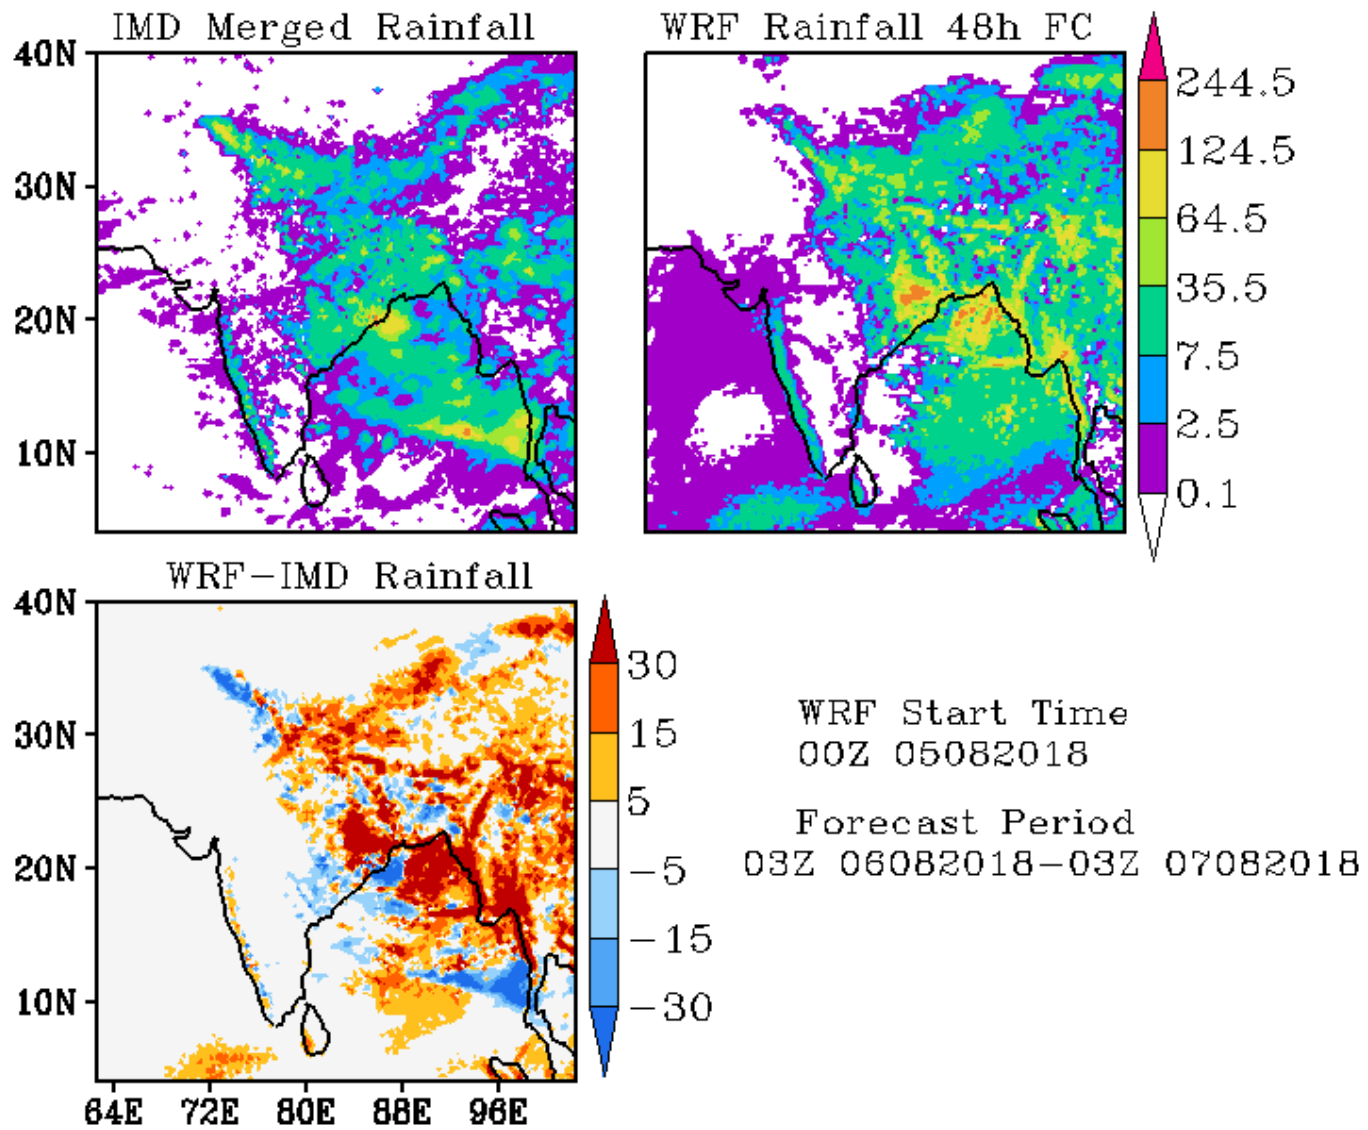 IMD Merged Rainfall
WRF Rainfall 48h FC
40N
30N
20N
10N
244.5
124.5
64.5
35.5
7.5
2.5
0.1
WRF-IMD Rainfall
40N
30N
20N
10N
64E 72E 80E 88E 96E
30
15
5
-5
-15
-30
WRF Start Time
00Z 05082018
Forecast Period
03Z 06082018-03Z 07082018